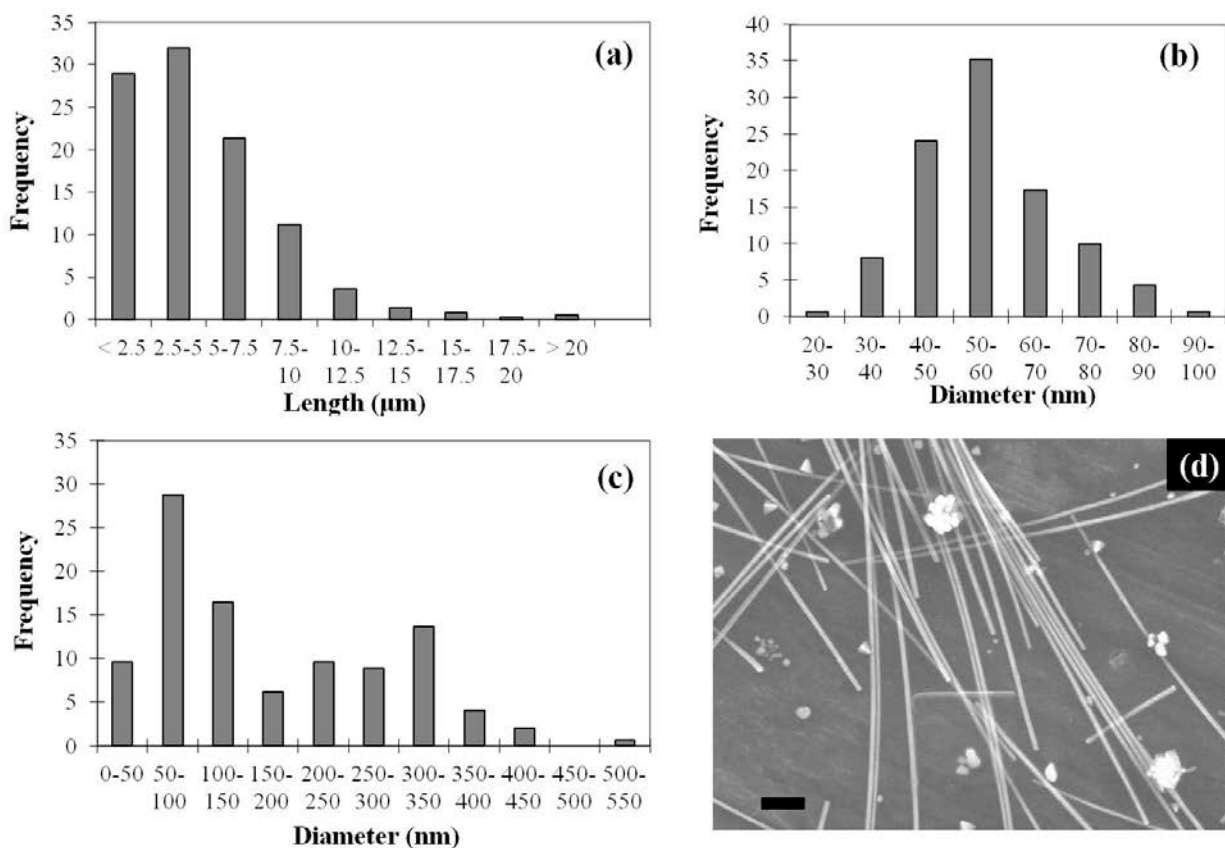 (a)
Frequency
35
30
25
20
15
10
5
0
< 2.5 2.5-5 5-7.5 7.5- 10- 12.5- 15- 17.5- > 20
10 12.5 15 17.5 20
Length (µm)
(b)
Frequency
40
35
30
25
20
15
10
5
0
20- 30- 40- 50- 60- 70- 80- 90-
30 40 50 60 70 80 90 100
Diameter (nm)
(c)
Frequency
35
30
25
20
15
10
5
0
0-50 50- 100- 150- 200- 250- 300- 350- 400- 450- 500-
100 150 200 250 300 350 400 450 500 550
Diameter (nm)
(d)